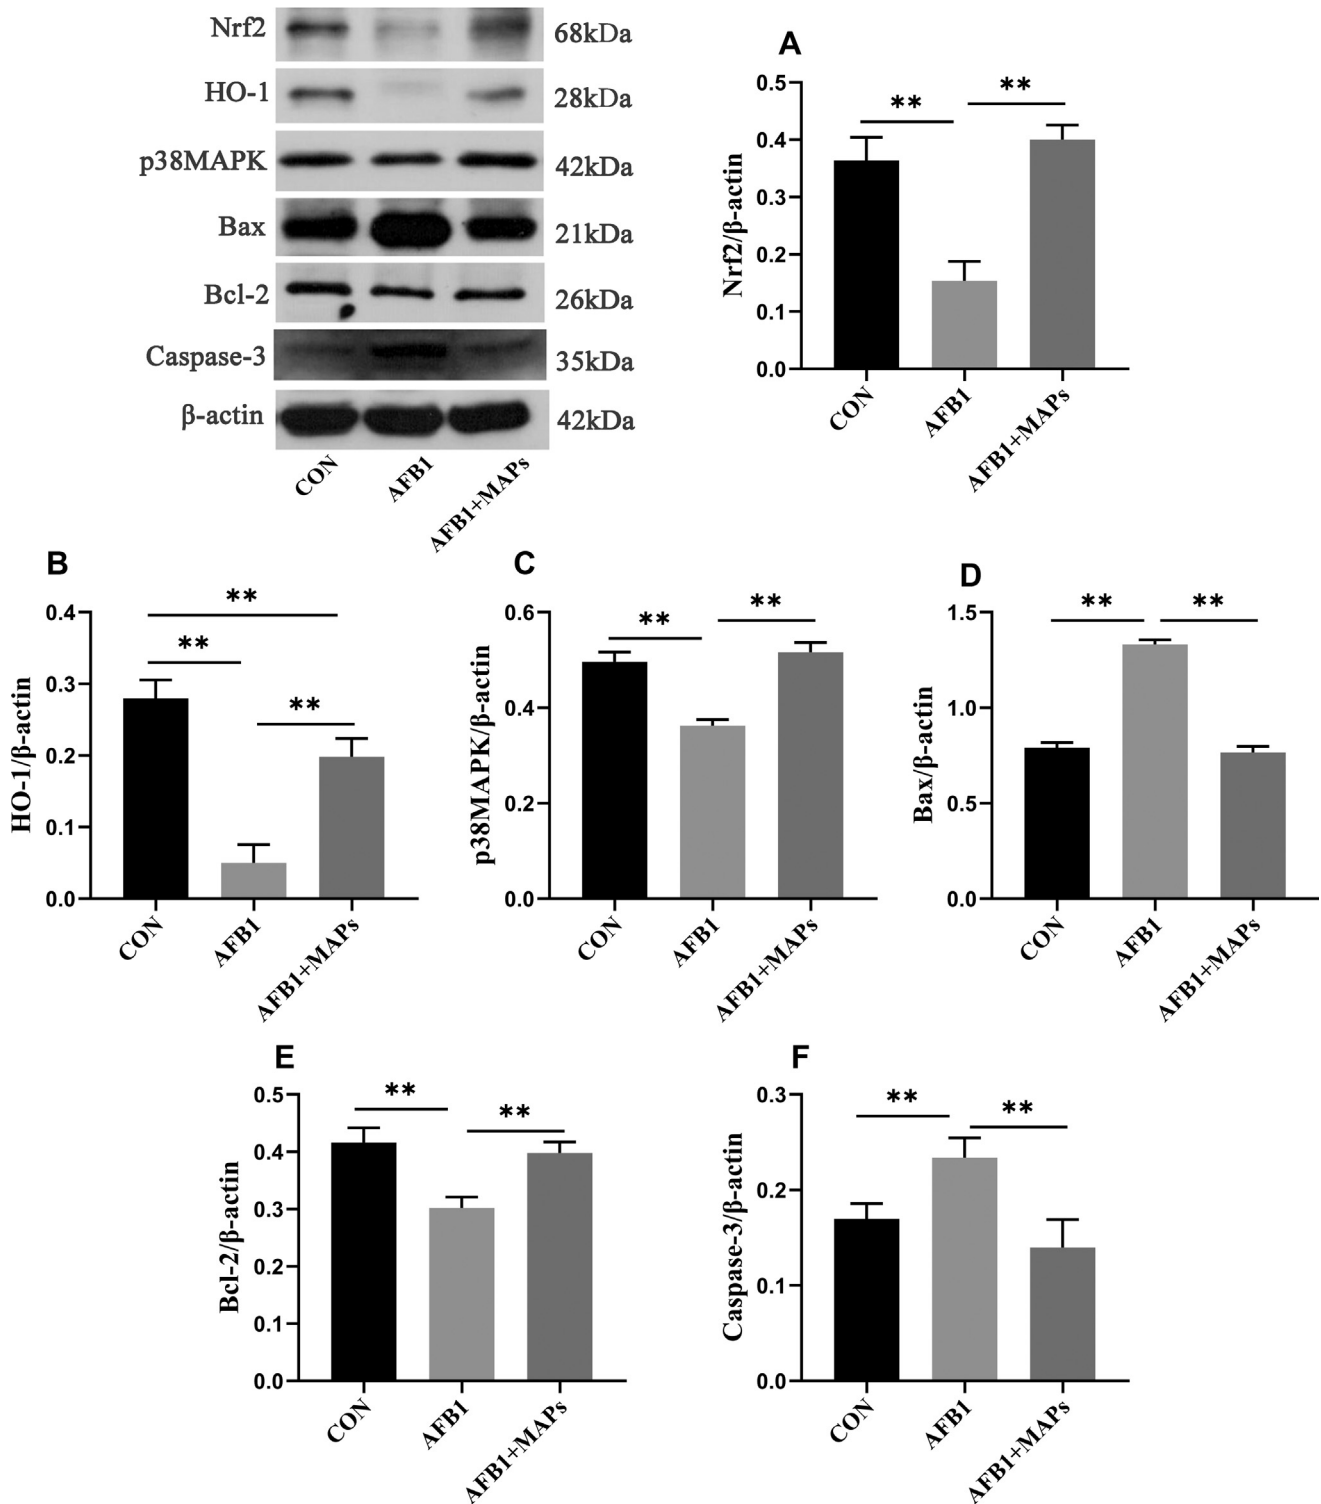 Nrf2 68kDa
HO-1 28kDa
p38MAPK 42kDa
Bax 21kDa
Bcl-2 26kDa
Caspase-3 35kDa
β-actin 42kDa
CON AFB1 AFB1+MAPs
A
Nrf2/β-actin
0.5
0.4
0.3
0.2
0.1
0.0
** **
CON AFB1 AFB1+MAPs
B
HO-1/β-actin
0.4
0.3
0.2
0.1
0.0
**
**
**
CON AFB1 AFB1+MAPs
C
p38MAPK/β-actin
0.6
0.4
0.2
0.0
** **
CON AFB1 AFB1+MAPs
D
Bax/β-actin
1.5
1.0
0.5
0.0
** **
CON AFB1 AFB1+MAPs
E
Bcl-2/β-actin
0.5
0.4
0.3
0.2
0.1
0.0
** **
CON AFB1 AFB1+MAPs
F
Caspase-3/β-actin
0.3
0.2
0.1
0.0
** **
CON AFB1 AFB1+MAPs